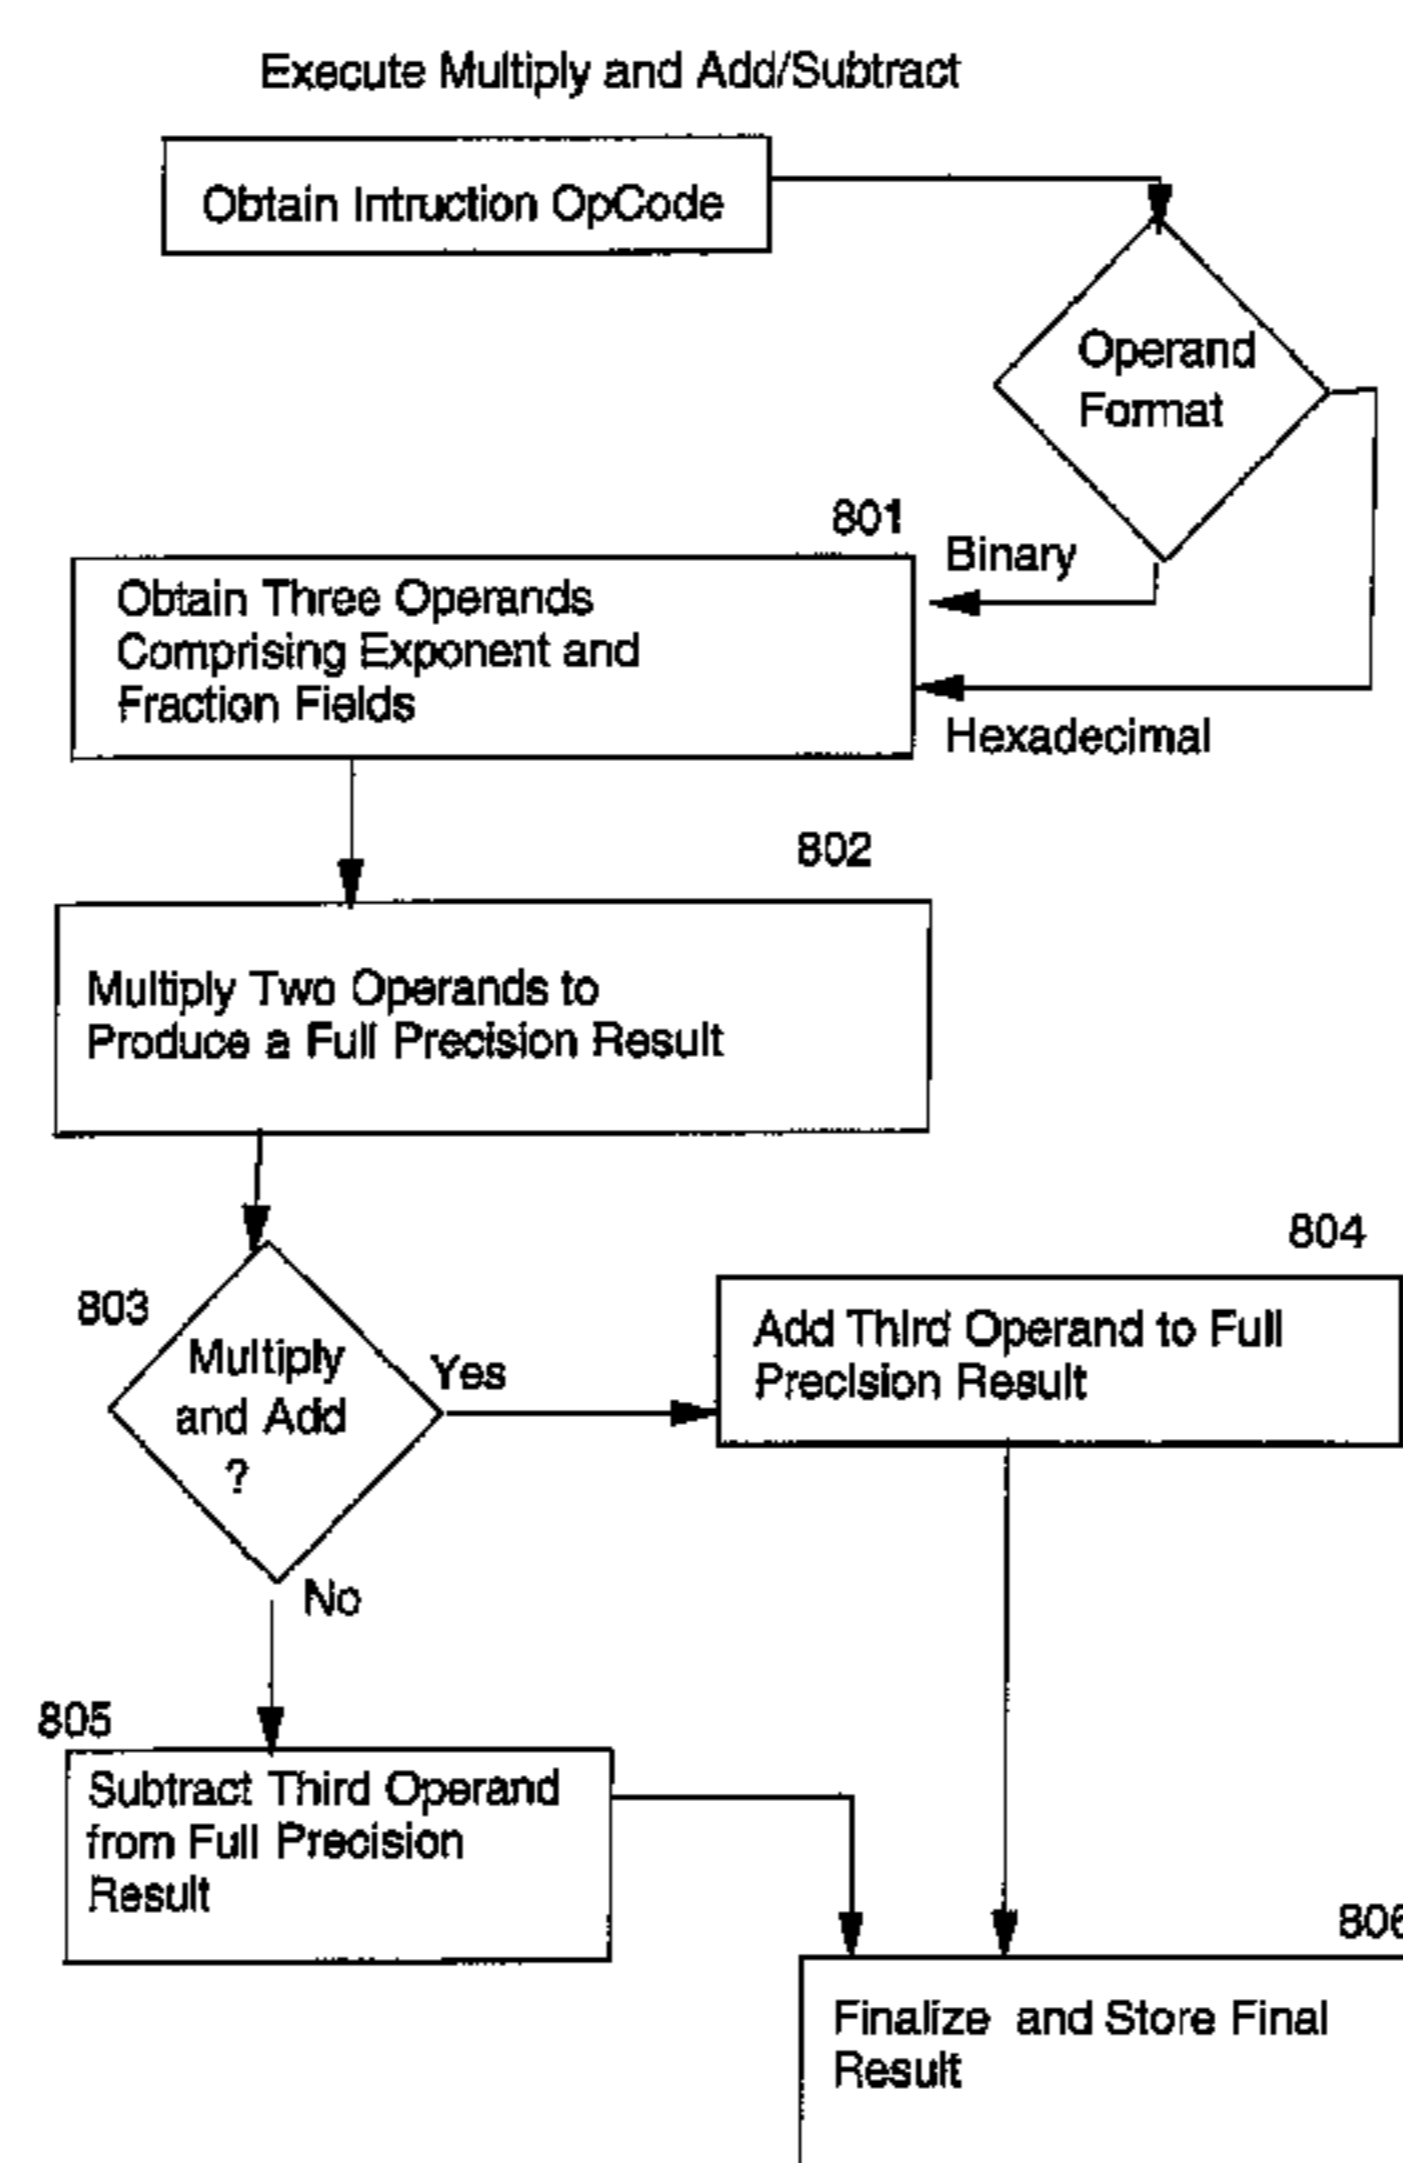 Execute Multiply and Add/Subtract
Obtain Intruction OpCode
Operand
Format
801
Binary
Obtain Three Operands
Comprising Exponent and
Fraction Fields
Hexadecimal
802
Multiply Two Operands to
Produce a Full Precision Result
803
Multiply
and Add
?
Yes
804
Add Third Operand to Full
Precision Result
No
805
Subtract Third Operand
from Full Precision
Result
806
Finalize and Store Final
Result